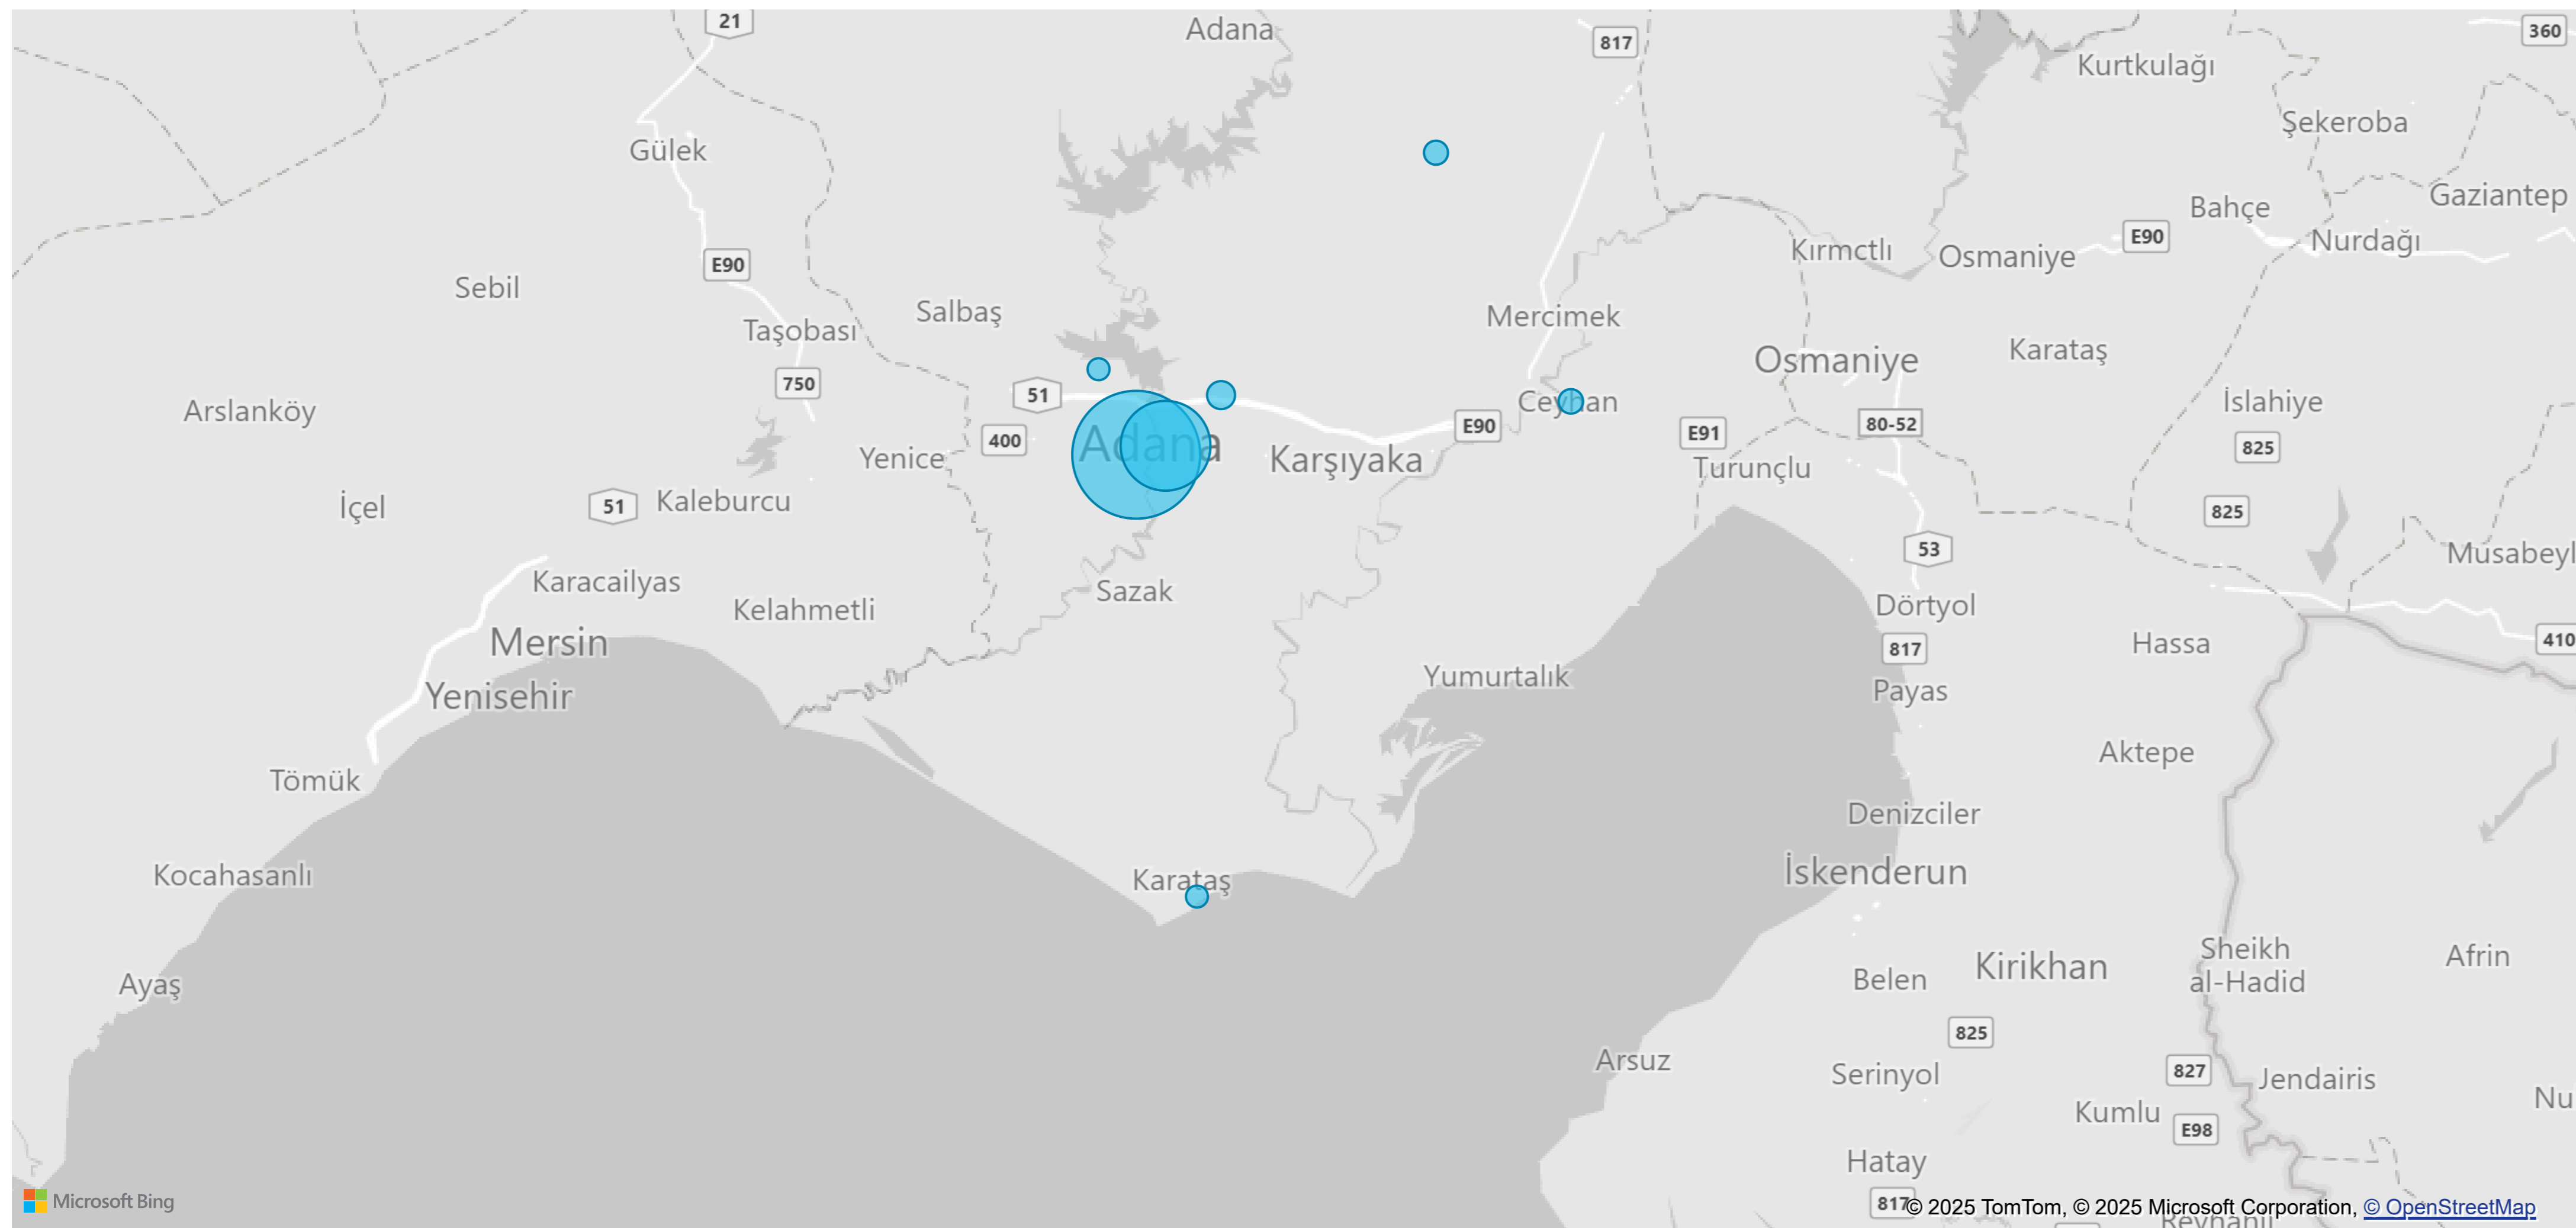 21
Adana
817
360
Kurtkulağı
Şekeroba
Gülek
Gaziantep
Bahçe
E90
Nurdağı
Kırmctlı
Osmaniye
E90
Sebil
Salbaş
Mercimek
Taşobası
Osmaniye
Karataş
750
51
Ceyhan
İslahiye
Arslanköy
80-52
E90
E91
400
Adana
Karşıyaka
825
Yenice
Turunçlu
Kaleburcu
51
İçel
825
53
Musabeyl
Karacailyas
Sazak
Dörtyol
Kelahmetli
Mersin
817
Hassa
410
Yumurtalık
Payas
Yenisehir
Aktepe
Tömük
Denizciler
Kocahasanlı
Karataş
İskenderun
Sheikh
al-Hadid
Afrin
Kirikhan
Belen
Ayaş
825
Arsuz
Serinyol
827
Jendairis
Nu
Kumlu
E98
Hatay
Microsoft Bing
817
© 2025 TomTom, © 2025 Microsoft Corporation, © OpenStreetMap